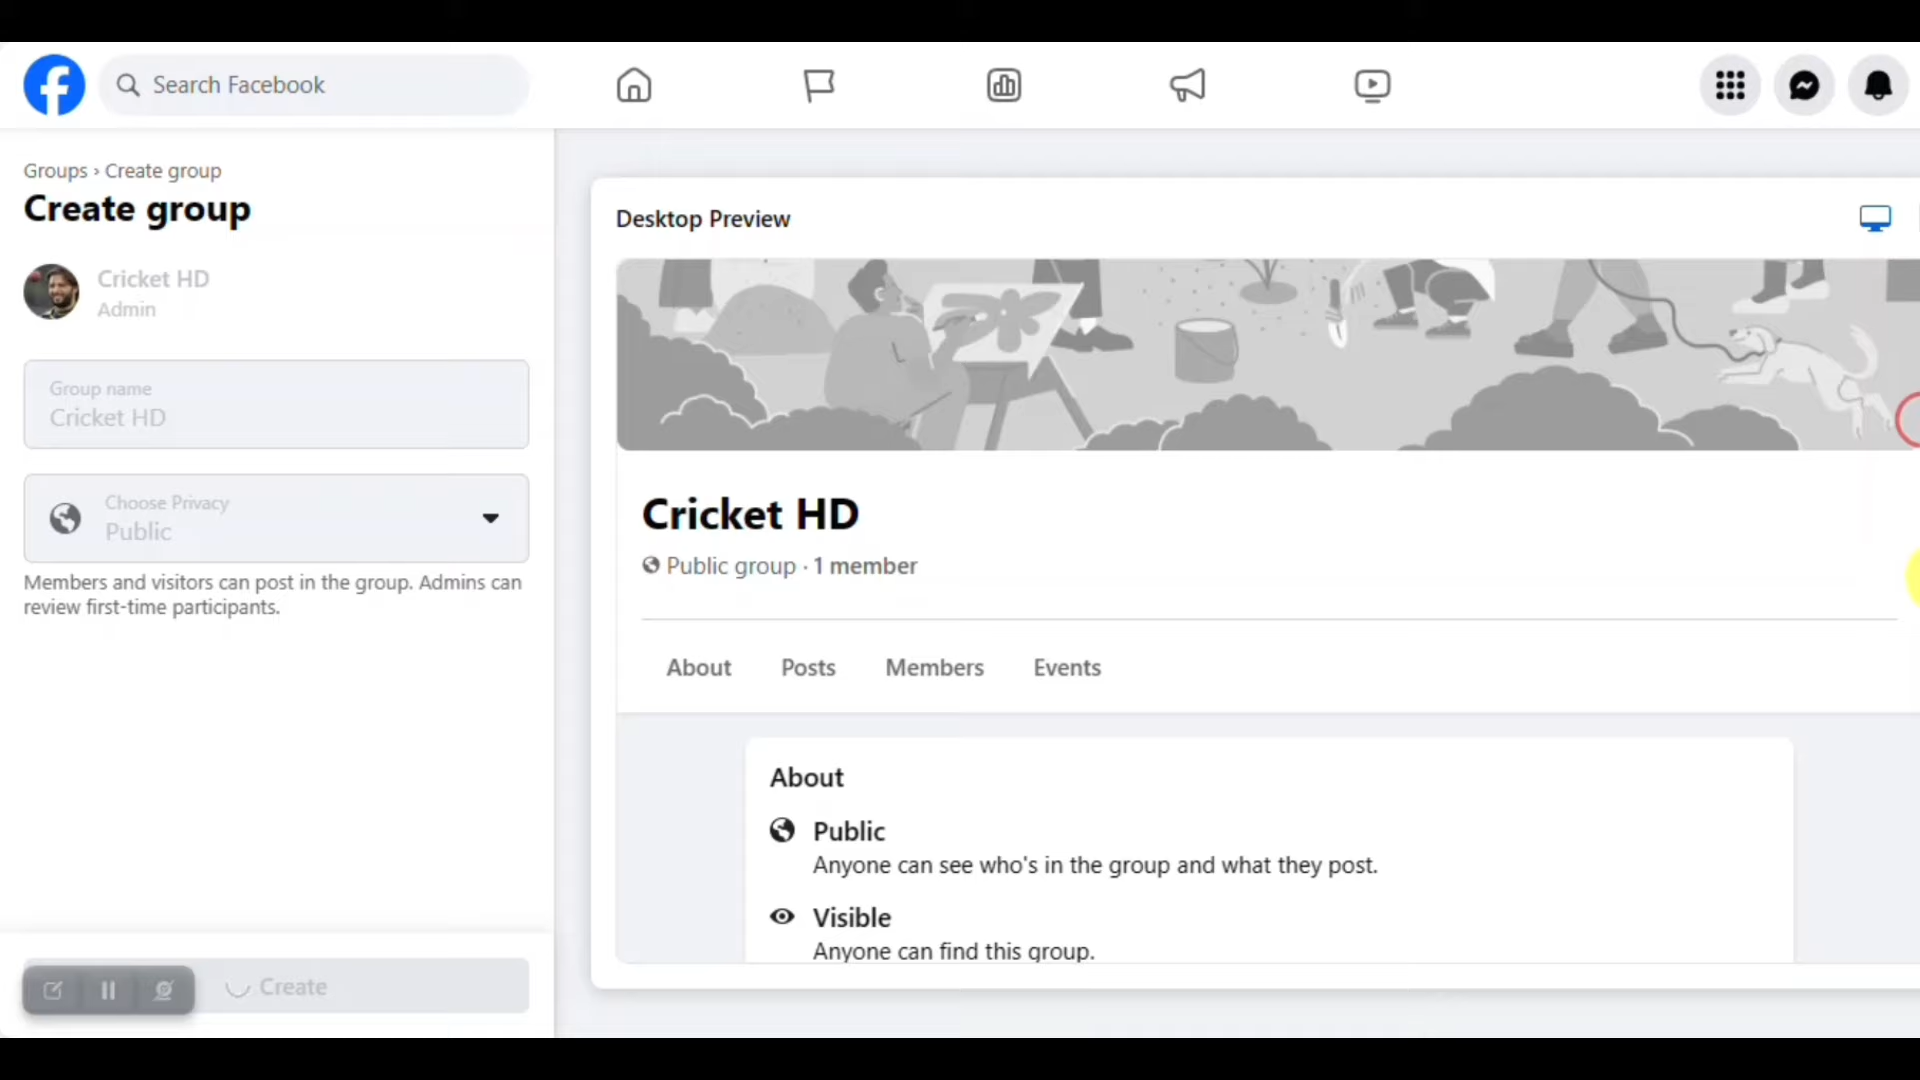 Search Facebook
Groups › Create group
Create group
Cricket HD
Admin
Group name
Cricket HD
Choose Privacy
Public
Members and visitors can post in the group. Admins can
review first-time participants.
Create
Desktop Preview
Cricket HD
Public group · 1 member
About Posts Members Events
About
Public
Anyone can see who's in the group and what they post.
Visible
Anyone can find this group.